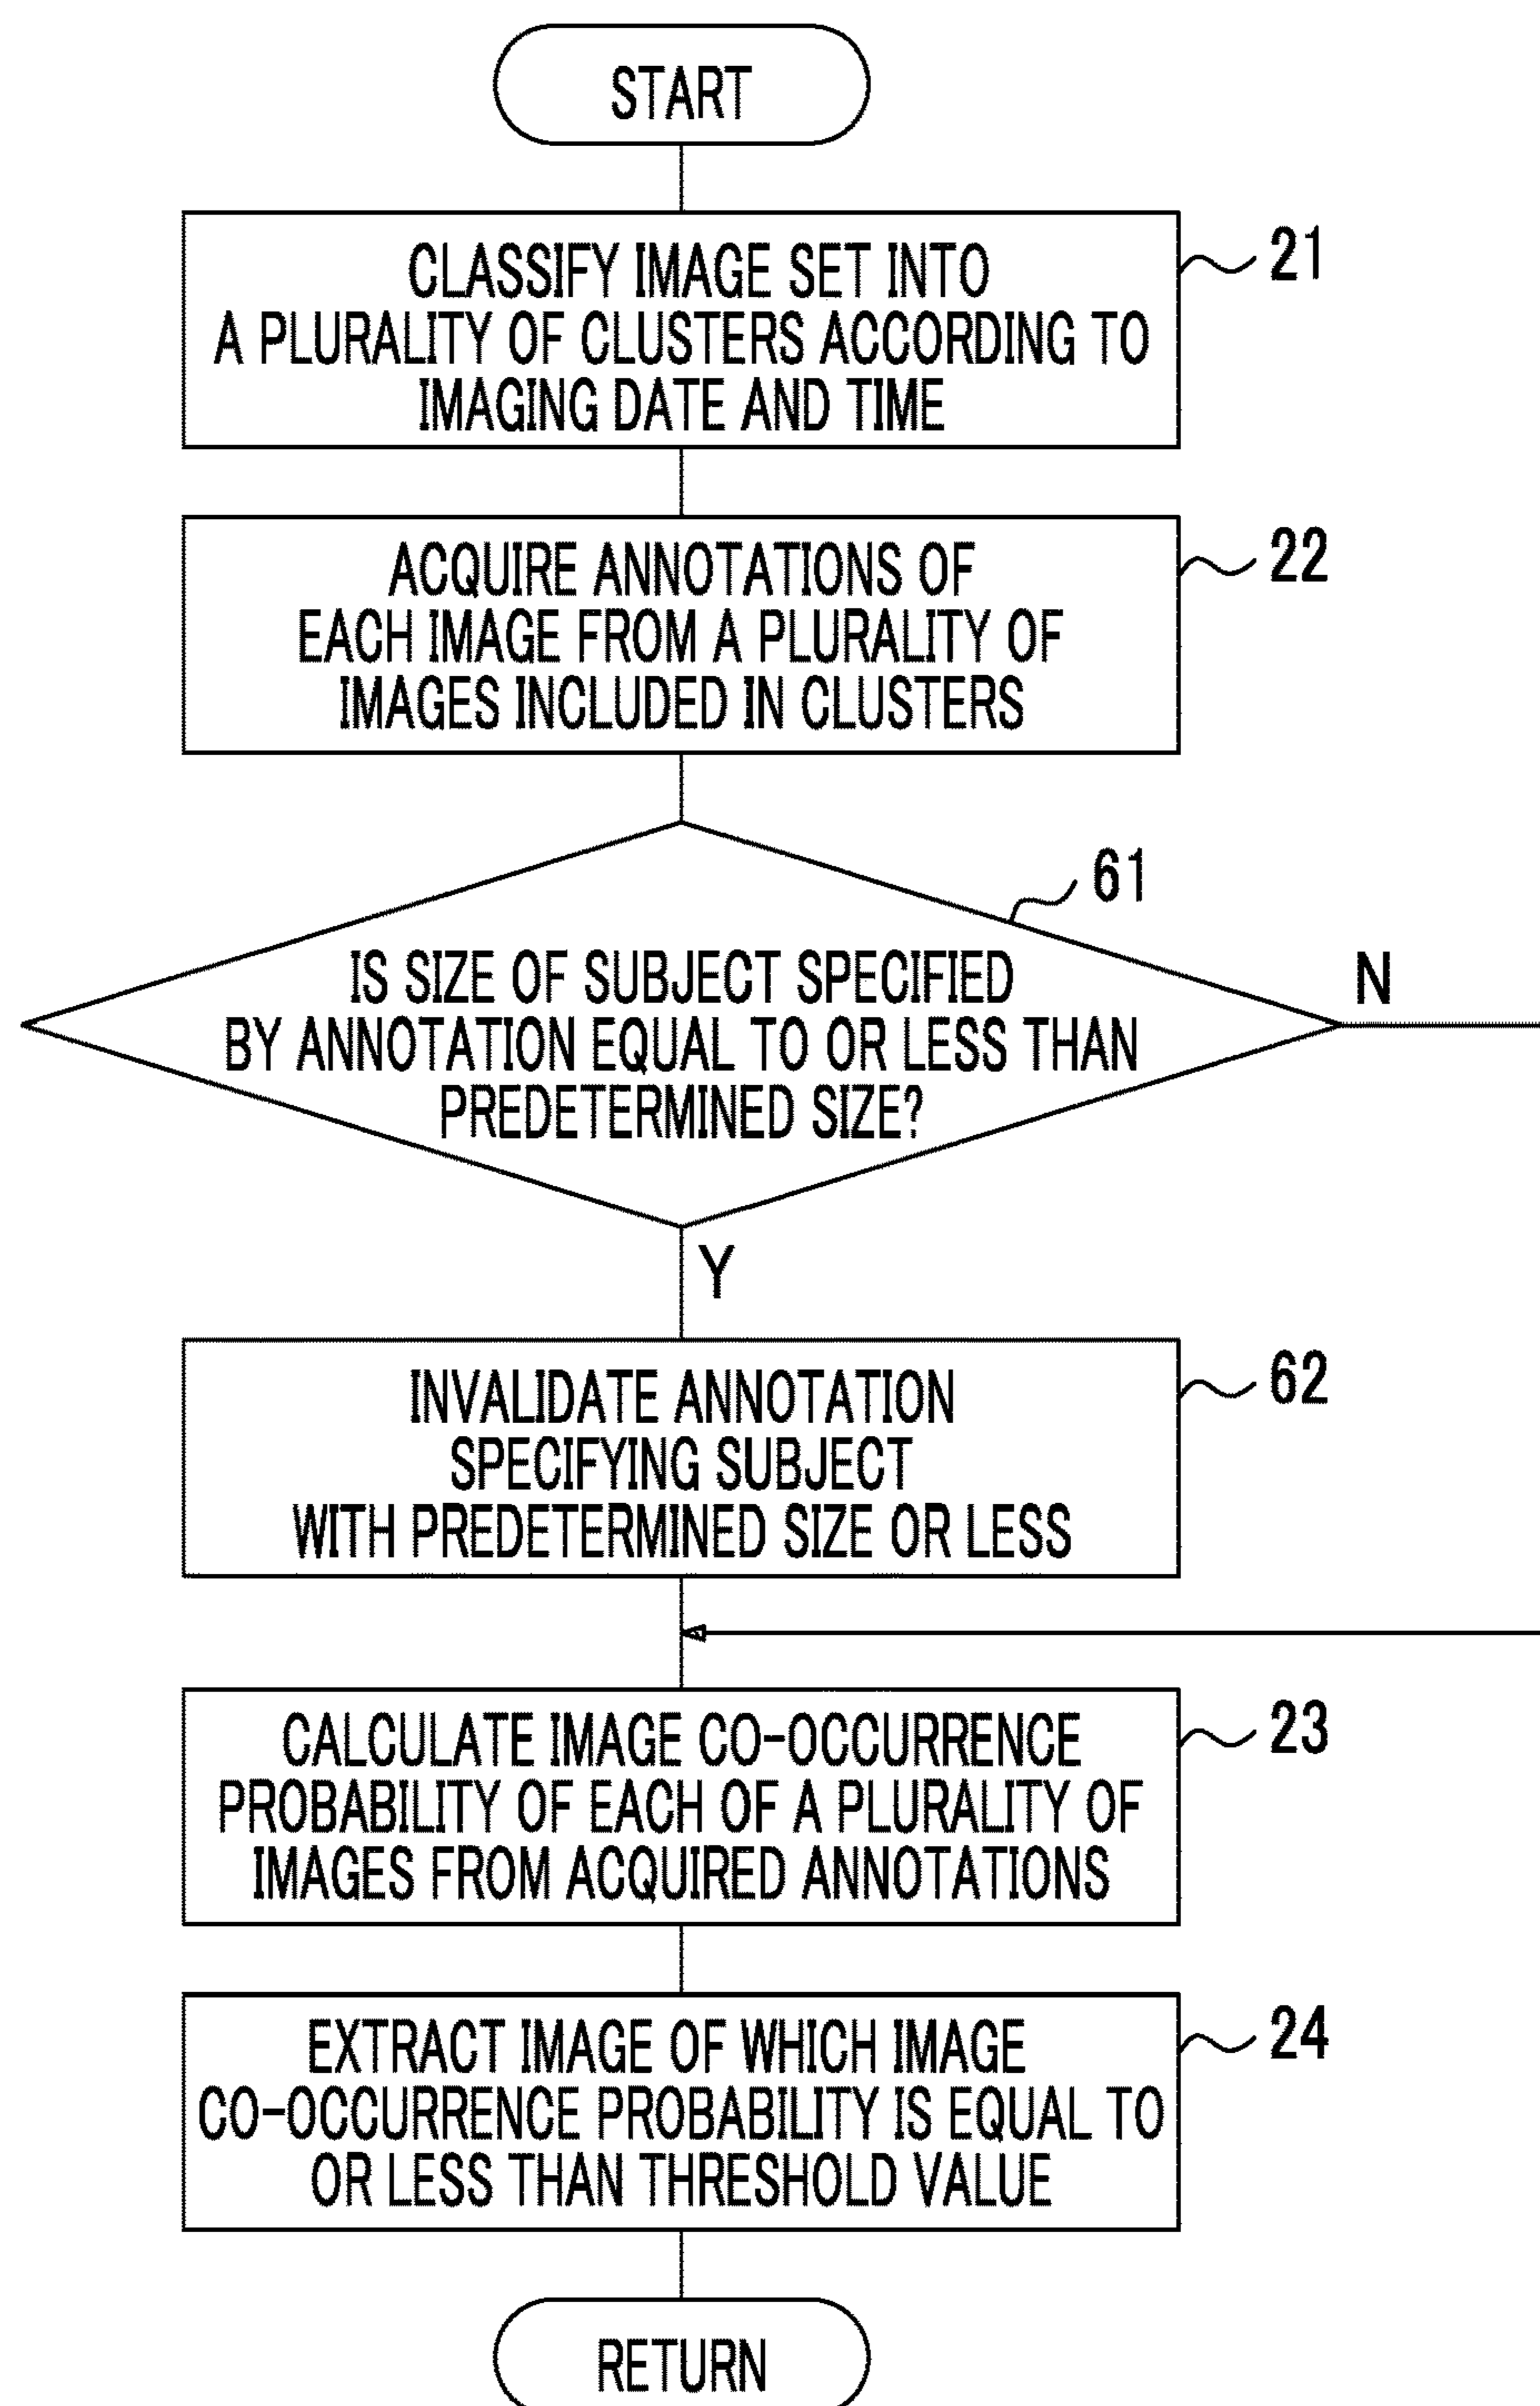 START
CLASSIFY IMAGE SET INTO
A PLURALITY OF CLUSTERS ACCORDING TO
IMAGING DATE AND TIME
21
ACQUIRE ANNOTATIONS OF
EACH IMAGE FROM A PLURALITY OF
IMAGES INCLUDED IN CLUSTERS
22
61
IS SIZE OF SUBJECT SPECIFIED
BY ANNOTATION EQUAL TO OR LESS THAN
PREDETERMINED SIZE?
N
Y
INVALIDATE ANNOTATION
SPECIFYING SUBJECT
WITH PREDETERMINED SIZE OR LESS
62
CALCULATE IMAGE CO-OCCURRENCE
PROBABILITY OF EACH OF A PLURALITY OF
IMAGES FROM ACQUIRED ANNOTATIONS
23
EXTRACT IMAGE OF WHICH IMAGE
CO-OCCURRENCE PROBABILITY IS EQUAL TO
OR LESS THAN THRESHOLD VALUE
24
RETURN